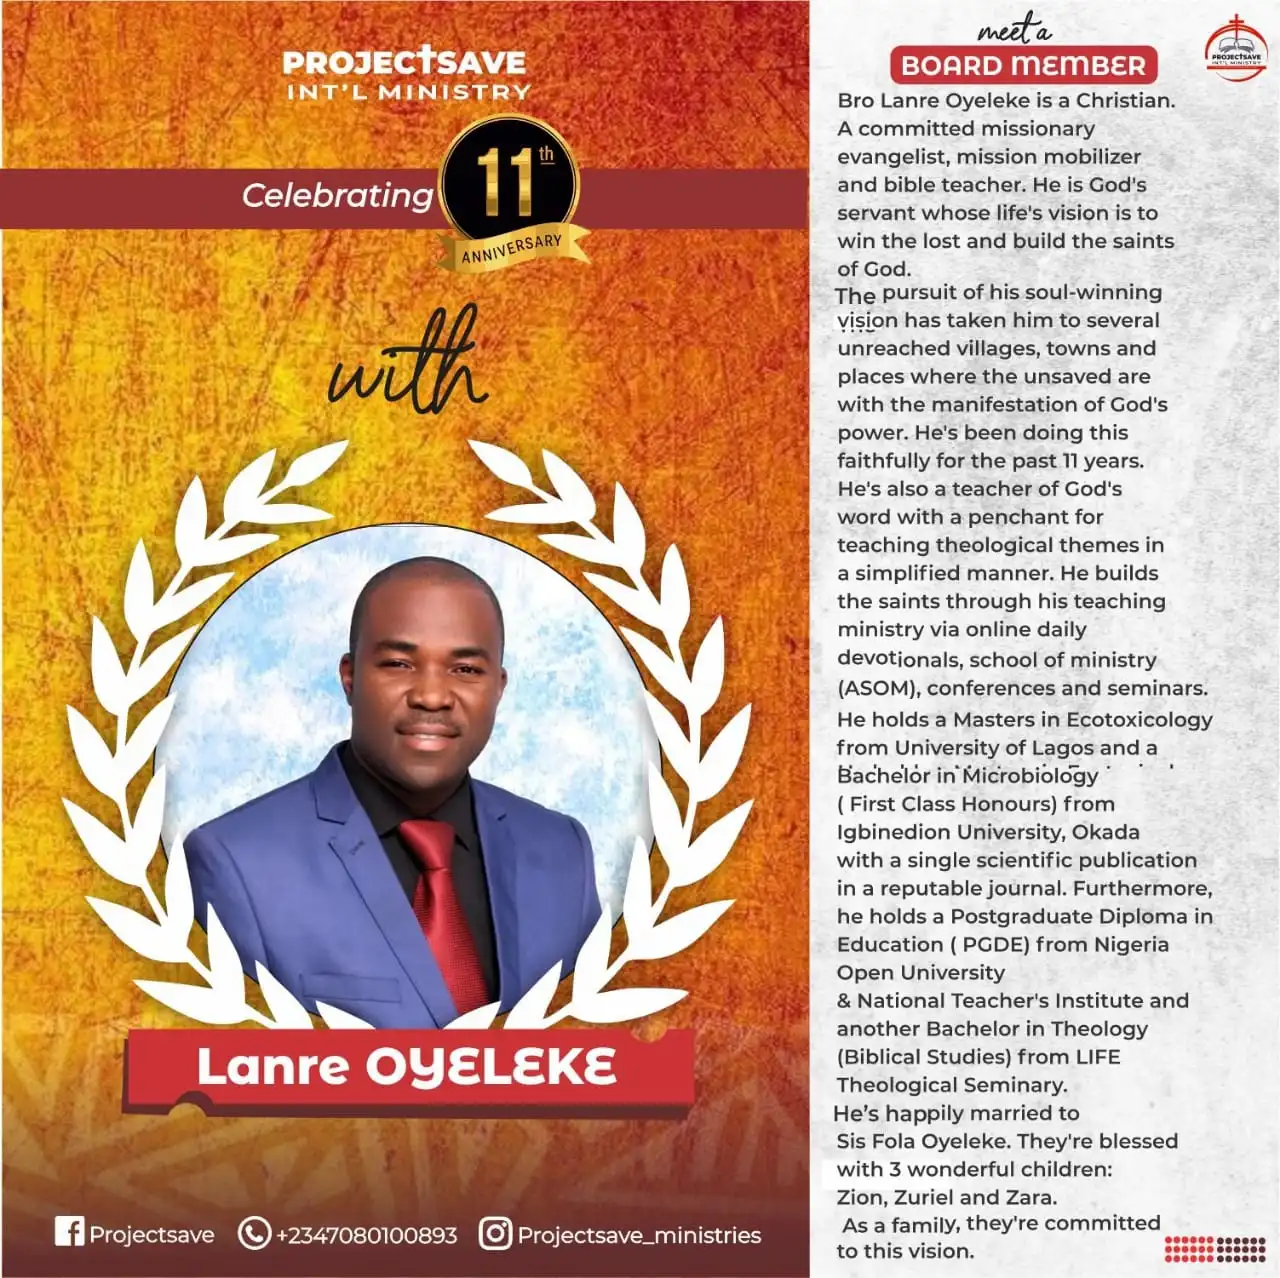 PROJECTSAVE
INT'L MINISTRY
Celebrating
11th
ANNIVERSARY
with
Lanre OYELEKE
Projectsave
+2347080100893
Projectsave_ministries
meet a
BOARD MEMBER
PROJECTSAVE
INT'L MINISTRY
Bro Lanre Oyeleke is a Christian.
A committed missionary
evangelist, mission mobilizer
and bible teacher. He is God's
servant whose life's vision is to
win the lost and build the saints
of God.
The pursuit of his soul-winning
vision has taken him to several
unreached villages, towns and
places where the unsaved are
with the manifestation of God's
power. He's been doing this
faithfully for the past 11 years.
He's also a teacher of God's
word with a penchant for
teaching theological themes in
a simplified manner. He builds
the saints through his teaching
ministry via online daily
devotionals, school of ministry
(ASOM), conferences and seminars.
He holds a Masters in Ecotoxicology
from University of Lagos and a
Bachelor in Microbiology
( First Class Honours) from
Igbinedion University, Okada
with a single scientific publication
in a reputable journal. Furthermore,
he holds a Postgraduate Diploma in
Education ( PGDE) from Nigeria
Open University
& National Teacher's Institute and
another Bachelor in Theology
(Biblical Studies) from LIFE
Theological Seminary.
He's happily married to
Sis Fola Oyeleke. They're blessed
with 3 wonderful children:
Zion, Zuriel and Zara.
As a family, they're committed
to this vision.